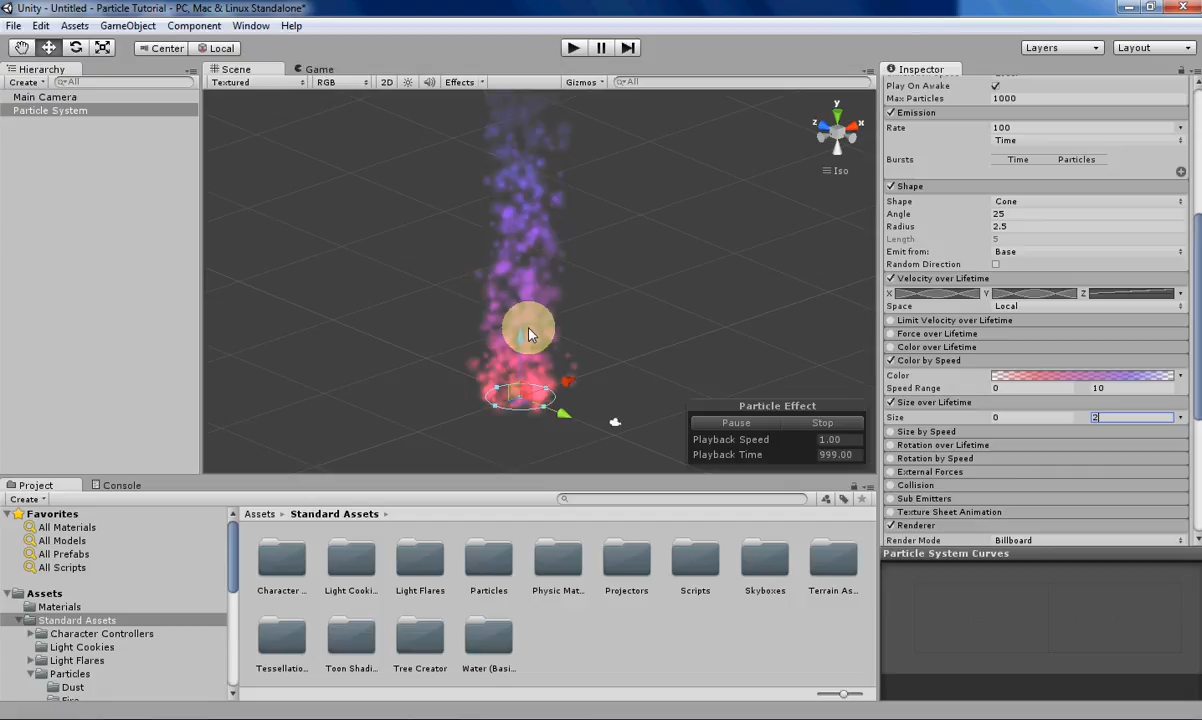 Unity - Untitled - Particle Tutorial - PC, Mac & Linux Standalone*
File Edit Assets GameObject Component Window Help
Center Local Layers Layout
Hierarchy
Create All
Main Camera
Particle System
Scene Game
Textured RGB 2D Effects Gizmos All
y
z x
Iso
Particle Effect
Pause Stop
Playback Speed 1.00
Playback Time 999.00
Inspector
Play On Awake
Max Particles 1000
Emission
Rate 100
Time
Bursts Time Particles
Shape
Shape Cone
Angle 25
Radius 2.5
Length 5
Emit from: Base
Random Direction
Velocity over Lifetime
X Y Z
Space Local
Limit Velocity over Lifetime
Force over Lifetime
Color over Lifetime
Color by Speed
Color
Speed Range 0 10
Size over Lifetime
Size 0 2
Size by Speed
Rotation over Lifetime
Rotation by Speed
External Forces
Collision
Sub Emitters
Texture Sheet Animation
Renderer
Render Mode Billboard
Particle System Curves
Project Console
Create
Favorites
All Materials
All Models
All Prefabs
All Scripts
Assets
Materials
Standard Assets
Character Controllers
Light Cookies
Light Flares
Particles
Dust
Assets Standard Assets
Character ... Light Cooki... Light Flares Particles Physic Mat... Projectors Scripts Skyboxes Terrain As...
Tessellatio... Toon Shadi... Tree Creator Water (Basi...